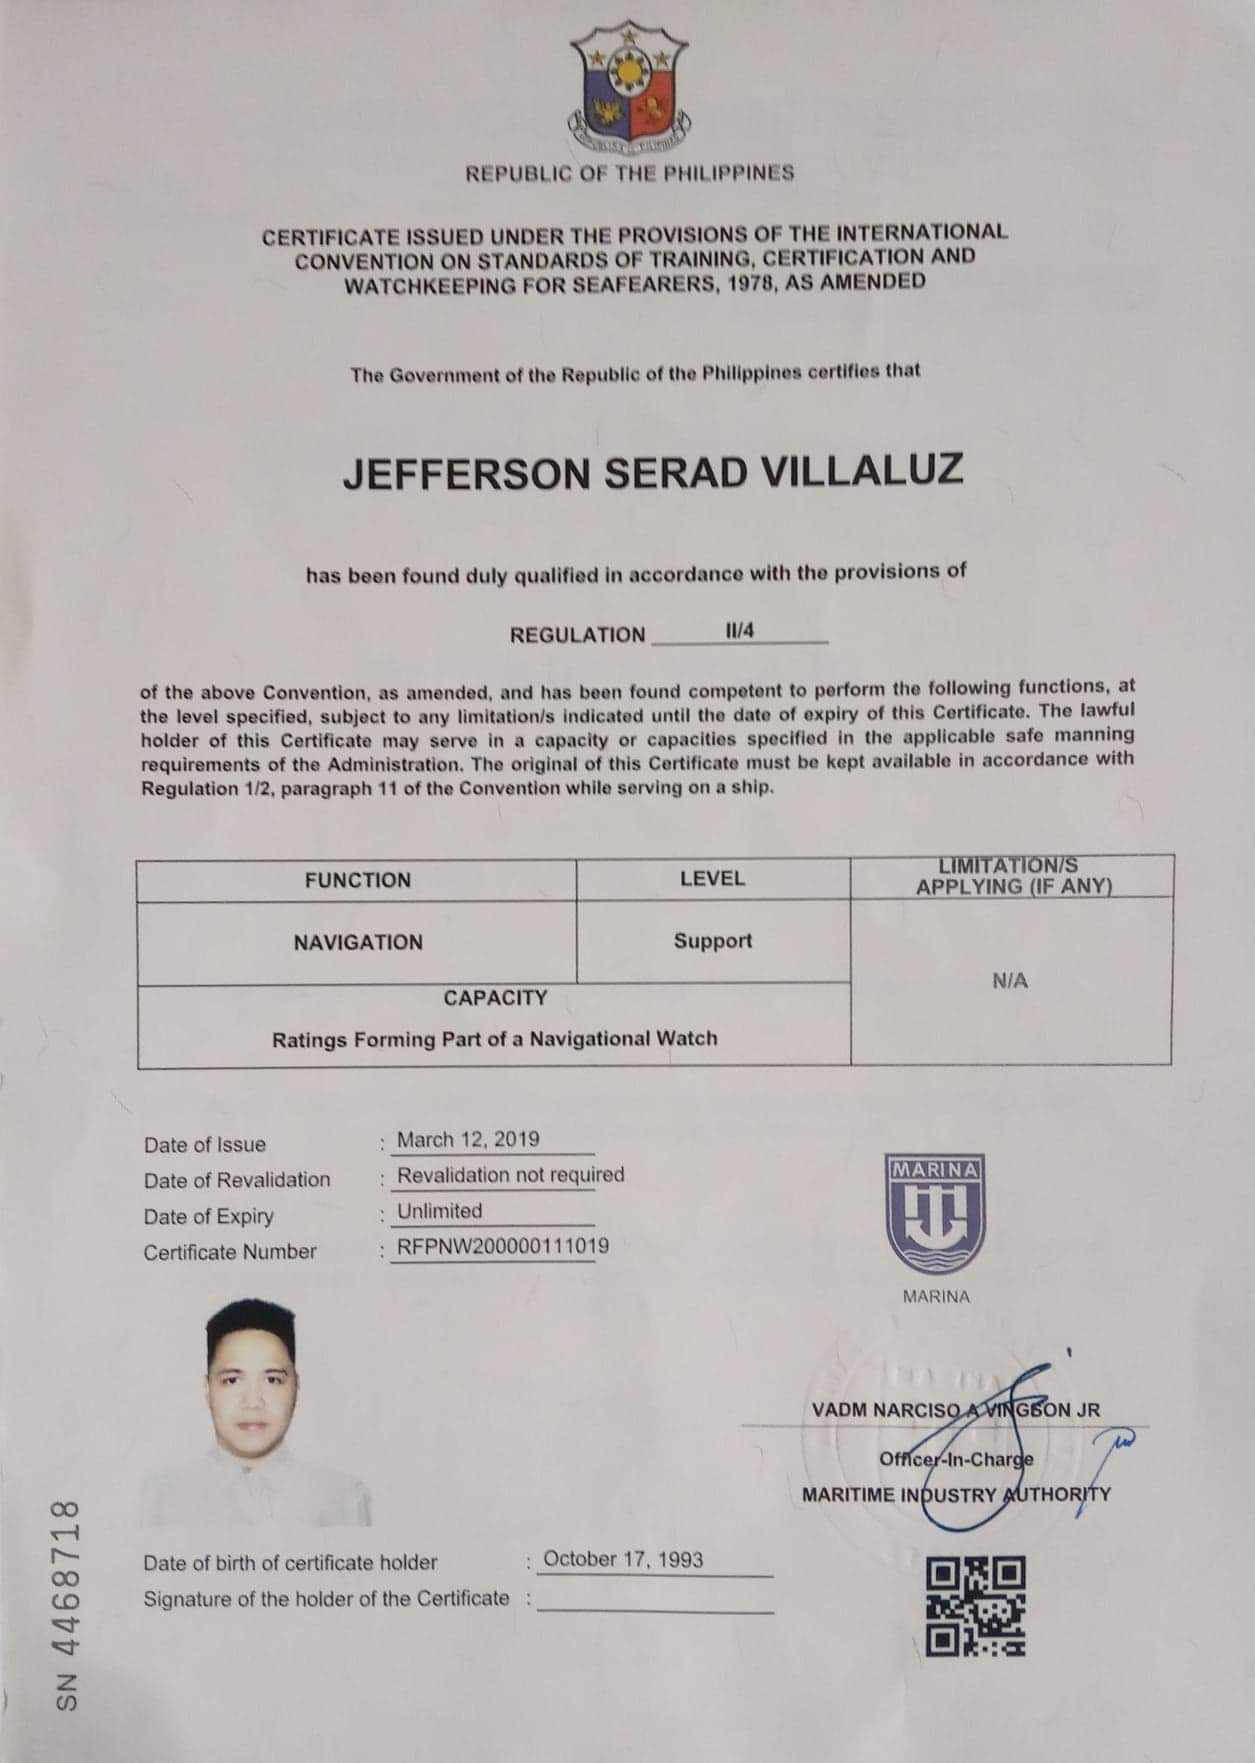 REPUBLIC OF THE PHILIPPINES
CERTIFICATE ISSUED UNDER THE PROVISIONS OF THE INTERNATIONAL
CONVENTION ON STANDARDS OF TRAINING, CERTIFICATION AND
WATCHKEEPING FOR SEAFEARERS, 1978, AS AMENDED
The Government of the Republic of the Philippines certifies that
JEFFERSON SERAD VILLALUZ
has been found duly qualified in accordance with the provisions of
REGULATION II/4
of the above Convention, as amended, and has been found competent to perform the following functions, at
the level specified, subject to any limitation/s indicated until the date of expiry of this Certificate. The lawful
holder of this Certificate may serve in a capacity or capacities specified in the applicable safe manning
requirements of the Administration. The original of this Certificate must be kept available in accordance with
Regulation 1/2, paragraph 11 of the Convention while serving on a ship.
FUNCTION LEVEL LIMITATION/S
APPLYING (IF ANY)
NAVIGATION Support
N/A
CAPACITY
Ratings Forming Part of a Navigational Watch
Date of Issue : March 12, 2019
Date of Revalidation : Revalidation not required
Date of Expiry : Unlimited
Certificate Number : RFPNW200000111019
MARINA
MARINA
VADM NARCISO A VINGSON JR
Officer-In-Charge
MARITIME INDUSTRY AUTHORITY
Date of birth of certificate holder : October 17, 1993
Signature of the holder of the Certificate :
SN 4468718